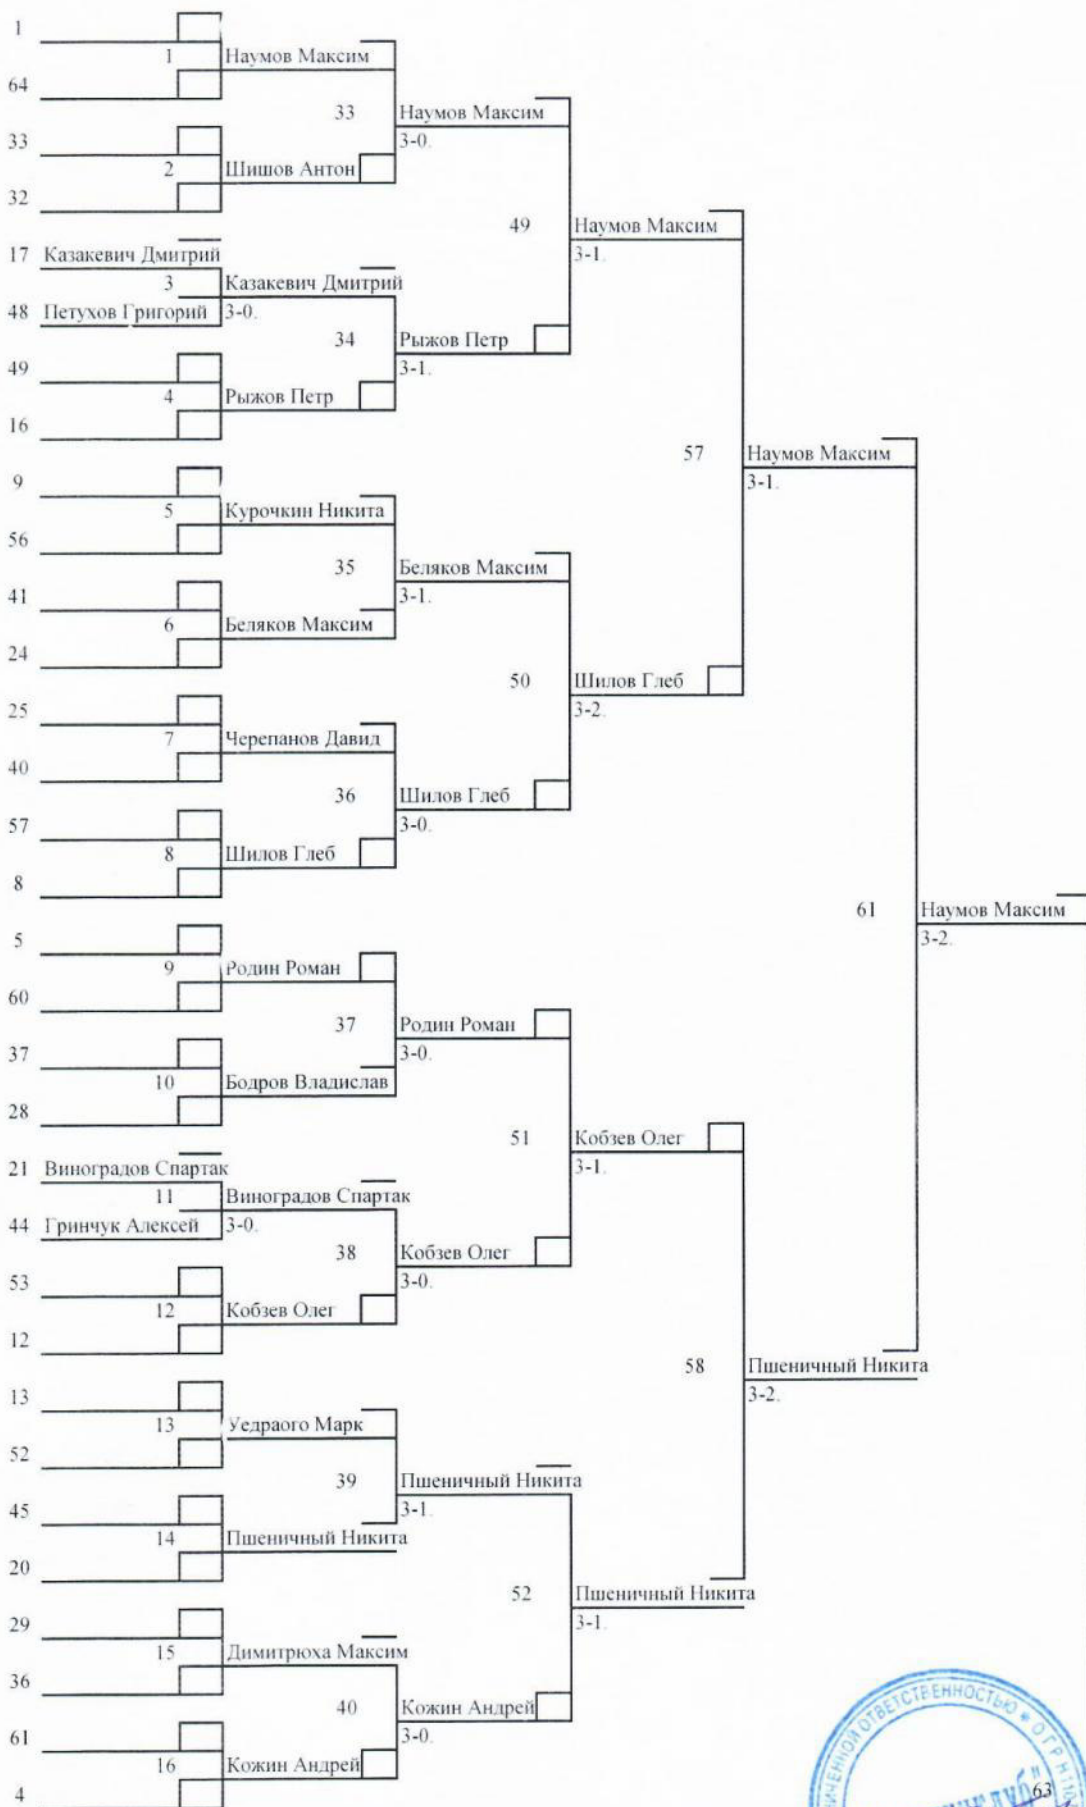 1
1 Наумов Максим
64
33 Наумов Максим
3-0.
33
2 Шишов Антон
32
49 Наумов Максим
3-1.
17 Казакевич Дмитрий
3 Казакевич Дмитрий
48 Петухов Григорий 3-0.
34 Рыжов Петр
3-1.
49
4 Рыжов Петр
16
57 Наумов Максим
3-1.
9
5 Курочкин Никита
56
35 Беляков Максим
3-1.
41
6 Беляков Максим
24
50 Шилов Глеб
3-2.
25
7 Черепанов Давид
40
36 Шилов Глеб
3-0.
57
8 Шилов Глеб
8
61 Наумов Максим
3-2.
5
9 Родин Роман
60
37 Родин Роман
3-0.
37
10 Бодров Владислав
28
51 Кобзев Олег
3-1.
21 Виноградов Спартак
11 Виноградов Спартак
44 Гринчук Алексей 3-0.
38 Кобзев Олег
3-0.
53
12 Кобзев Олег
12
58 Пшеничный Никита
3-2.
13
13 Уедраого Марк
52
39 Пшеничный Никита
3-1.
45
14 Пшеничный Никита
20
52 Пшеничный Никита
3-1.
29
15 Димитрюха Максим
36
40 Кожин Андрей
3-0.
61
16 Кожин Андрей
4
ОТВЕТСТВЕННОСТЬЮ * ОГРН
63